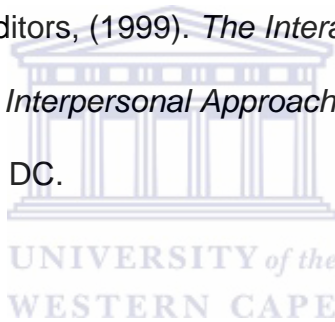 ditors, (1999). The Intera
Interpersonal Approach
DC.
UNIVERSITY of the
WESTERN CAPE